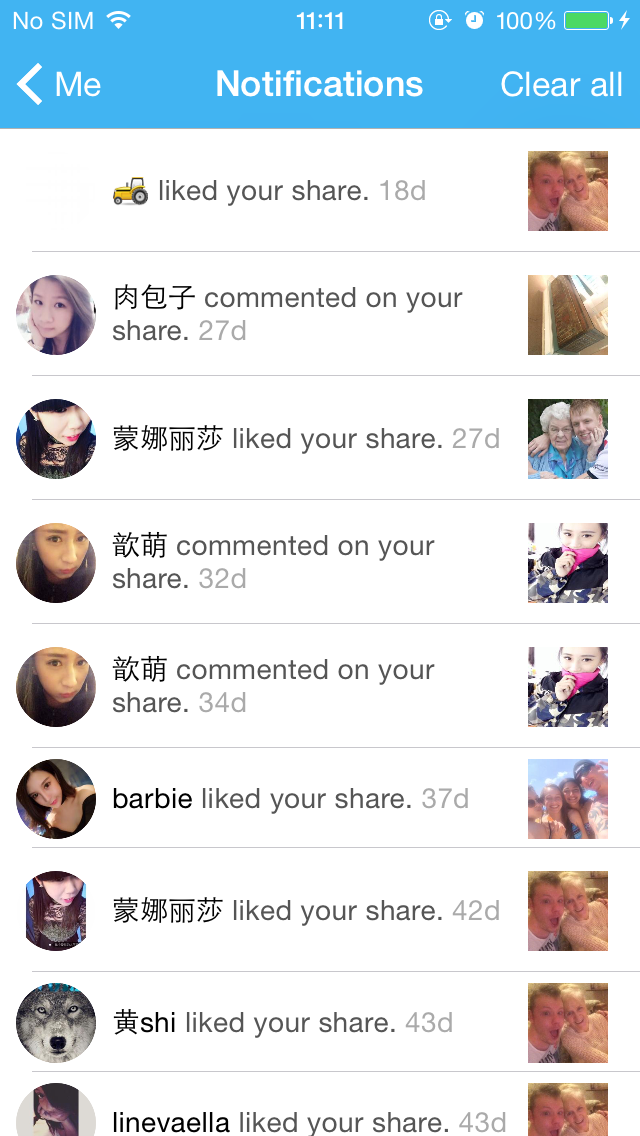 No SIM 11:11 100%
Me Notifications Clear all
🚜 liked your share. 18d
肉包子 commented on your
share. 27d
蒙娜丽莎 liked your share. 27d
歆萌 commented on your
share. 32d
歆萌 commented on your
share. 34d
barbie liked your share. 37d
蒙娜丽莎 liked your share. 42d
黄shi liked your share. 43d
linevaella liked your share. 43d